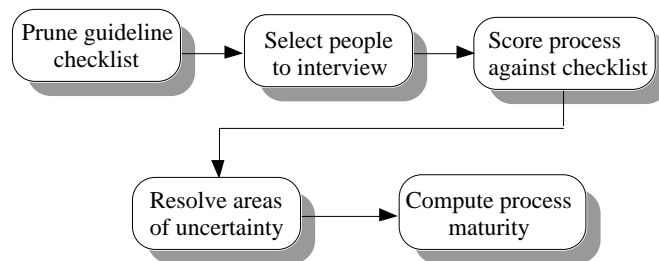 Prune guideline
checklist
Select people
to interview
Score process
against checklist
Resolve areas
of uncertainty
Compute process
maturity